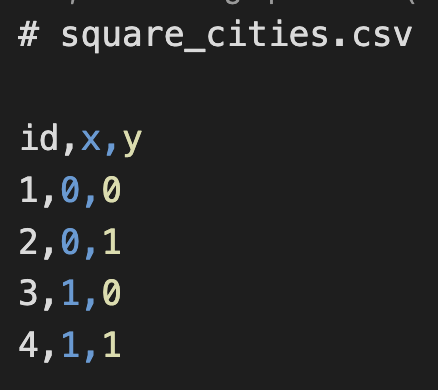 # square_cities.csv
id,x,y
1,0,0
2,0,1
3,1,0
4,1,1